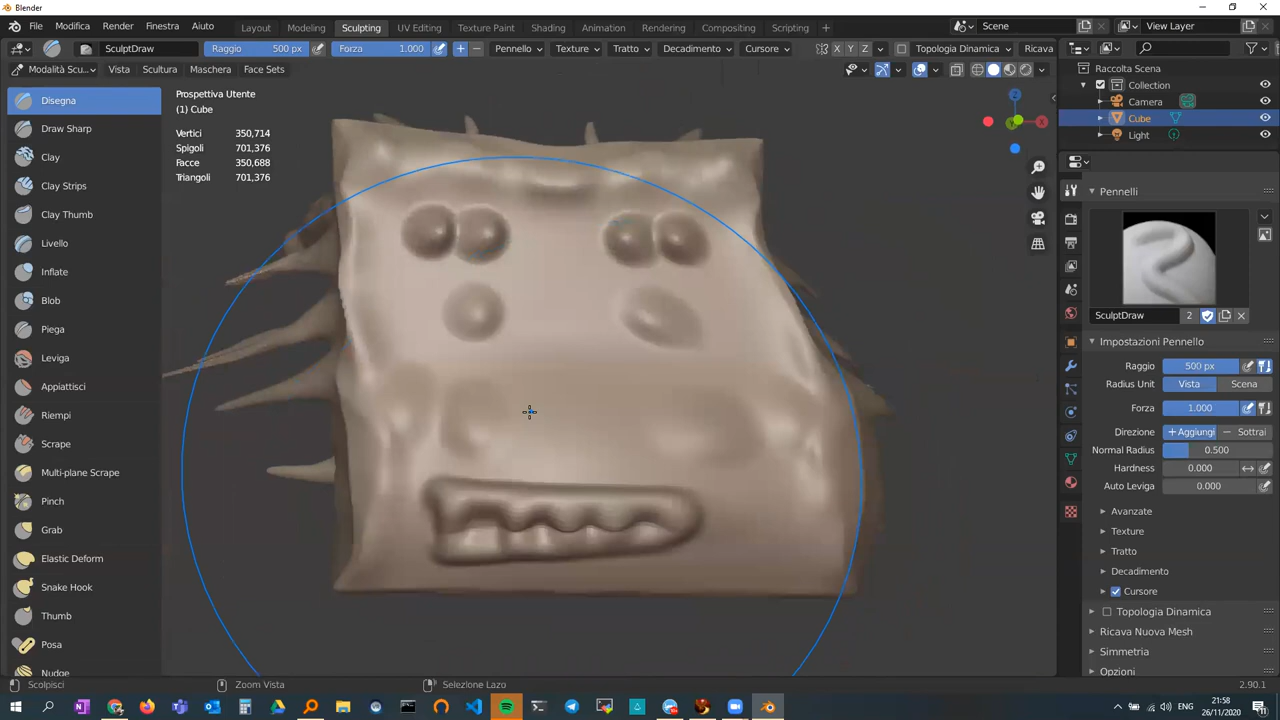 Blender
File Modifica Render Finestra Aiuto Layout Modeling Sculpting UV Editing Texture Paint Shading Animation Rendering Compositing Scripting + Scene View Layer
SculptDraw Raggio 500 px Forza 1.000 + − Pennello Texture Tratto Decadimento Cursore X Y Z Topologia Dinamica Ricava
Modalità Scu... Vista Scultura Maschera Face Sets
Raccolta Scena
Collection
Camera
Cube
Light
Disegna
Draw Sharp
Clay
Clay Strips
Clay Thumb
Livello
Inflate
Blob
Piega
Leviga
Appiattisci
Riempi
Scrape
Multi-plane Scrape
Pinch
Grab
Elastic Deform
Snake Hook
Thumb
Posa
Nudge
Prospettiva Utente
(1) Cube
Vertici 350,714
Spigoli 701,376
Facce 350,688
Triangoli 701,376
Z
X
Pennelli
SculptDraw 2
Impostazioni Pennello
Raggio 500 px
Radius Unit Vista Scena
Forza 1.000
Direzione + Aggiungi − Sottrai
Normal Radius 0.500
Hardness 0.000
Auto Leviga 0.000
Avanzate
Texture
Tratto
Decadimento
Cursore
Topologia Dinamica
Ricava Nuova Mesh
Simmetria
Opzioni
Scolpisci Zoom Vista Selezione Lazo 2.90.1
21:58
26/11/2020